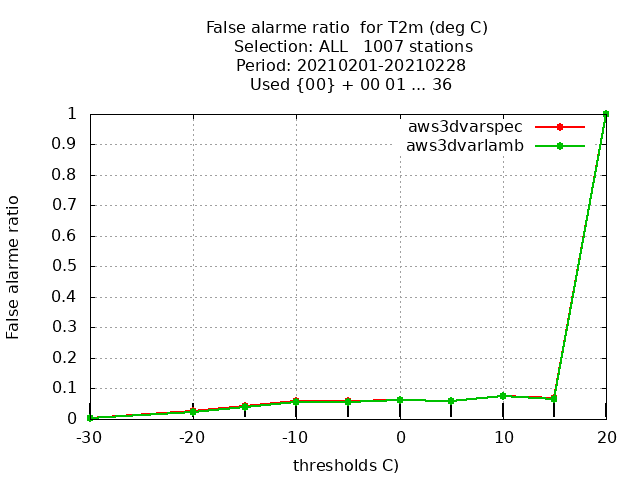 False alarme ratio  for T2m (deg C)
Selection: ALL   1007 stations
Period: 20210201-20210228
Used {00} + 00 01 ... 36
aws3dvarspec
aws3dvarlamb
False alarme ratio
1
0.9
0.8
0.7
0.6
0.5
0.4
0.3
0.2
0.1
0
-30 -20 -10 0 10 20
thresholds C)